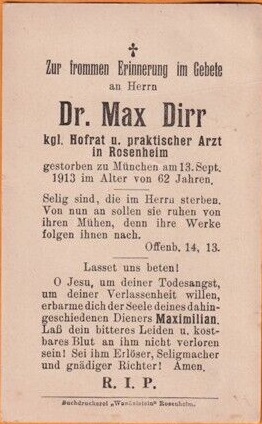 Zur frommen Erinnerung im Gebete
an Herrn
Dr. Max Dirr
kgl. Hofrat u. praktischer Arzt
in Rosenheim
gestorben zu München am 13. Sept.
1913 im Alter von 62 Jahren.
Selig sind, die im Herrn sterben.
Von nun an sollen sie ruhen von
ihren Mühen, denn ihre Werke
folgen ihnen nach.
Offenb. 14, 13.
Lasset uns beten!
O Jesu, um deiner Todesangst,
um deiner Verlassenheit willen,
erbarme dich der Seele deines dahin-
geschiedenen Dieners Maximilian.
Laß dein bitteres Leiden u. kost-
bares Blut an ihm nicht verloren
sein! Sei ihm Erlöser, Seligmacher
und gnädiger Richter! Amen.
R. I. P.
Buchdruckerei „Wendelstein" Rosenheim.